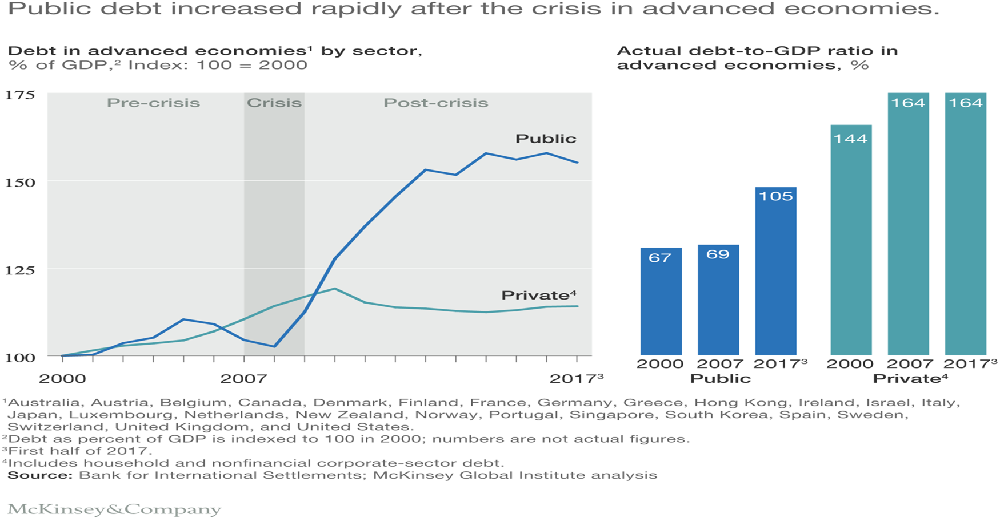 Public debt increased rapidly after the crisis in advanced economies.
Debt in advanced economies¹ by sector,
% of GDP,² Index: 100 = 2000
175
150
125
100
Pre-crisis
Crisis
Post-crisis
Public
Private⁴
2000
2007
2017³
Actual debt-to-GDP ratio in
advanced economies, %
67
69
105
144
164
164
2000 2007 2017³ 2000 2007 2017³
Public Private⁴
¹Australia, Austria, Belgium, Canada, Denmark, Finland, France, Germany, Greece, Hong Kong, Ireland, Israel, Italy,
Japan, Luxembourg, Netherlands, New Zealand, Norway, Portugal, Singapore, South Korea, Spain, Sweden,
Switzerland, United Kingdom, and United States.
²Debt as percent of GDP is indexed to 100 in 2000; numbers are not actual figures.
³First half of 2017.
⁴Includes household and nonfinancial corporate-sector debt.
Source: Bank for International Settlements; McKinsey Global Institute analysis
McKinsey&Company